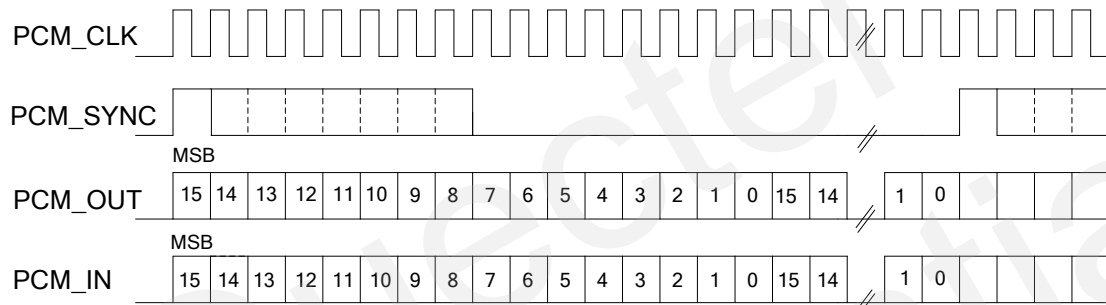 PCM_CLK
PCM_SYNC
MSB
PCM_OUT 15 14 13 12 11 10 9 8 7 6 5 4 3 2 1 0 15 14 1 0
MSB
PCM_IN 15 14 13 12 11 10 9 8 7 6 5 4 3 2 1 0 15 14 1 0